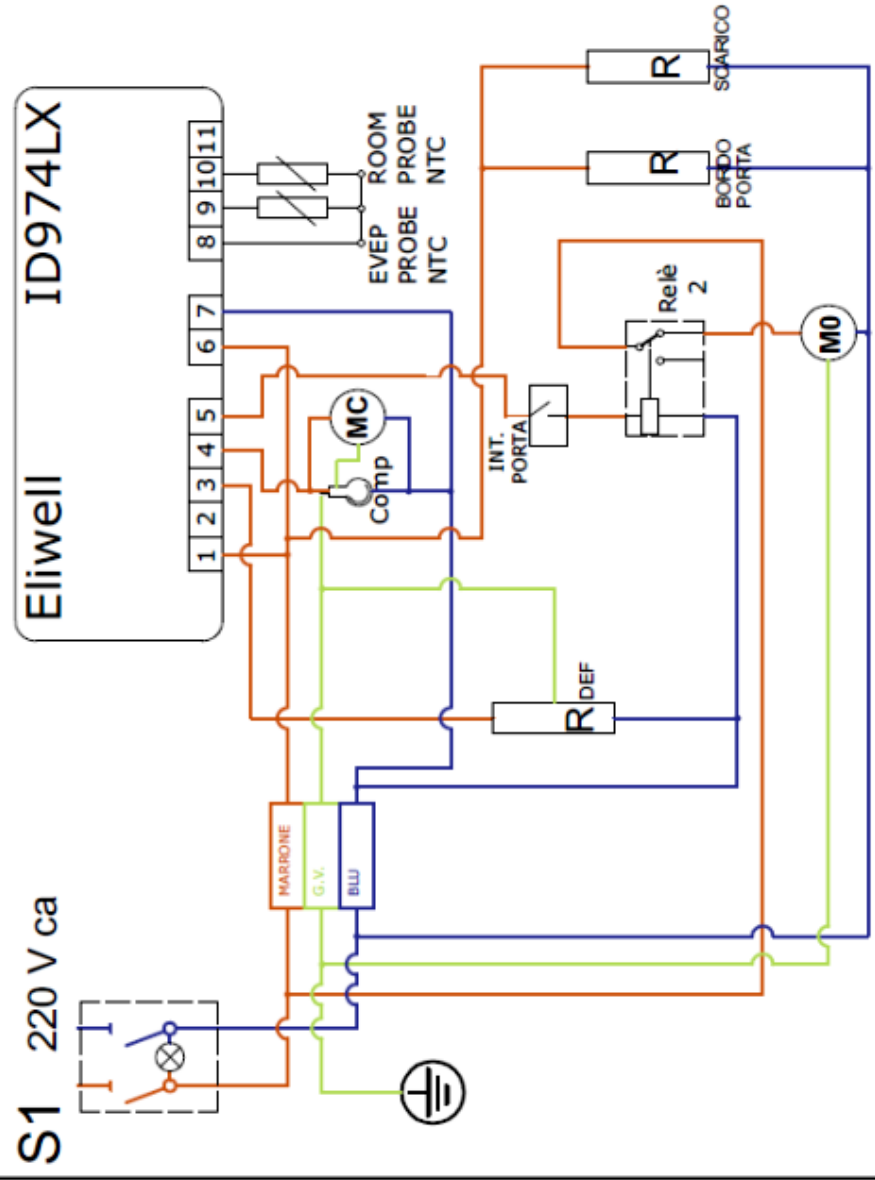 S1 220 V ca
Eliwell ID974LX
1 2 3 4 5 6 7 8 9 10 11
EVEP
PROBE
NTC
ROOM
PROBE
NTC
MC
Comp
INT.
PORTA
Relè
2
M0
R
DEF
R
BORDO
PORTA
R
SCARICO
MARRONE
G.V.
BLU